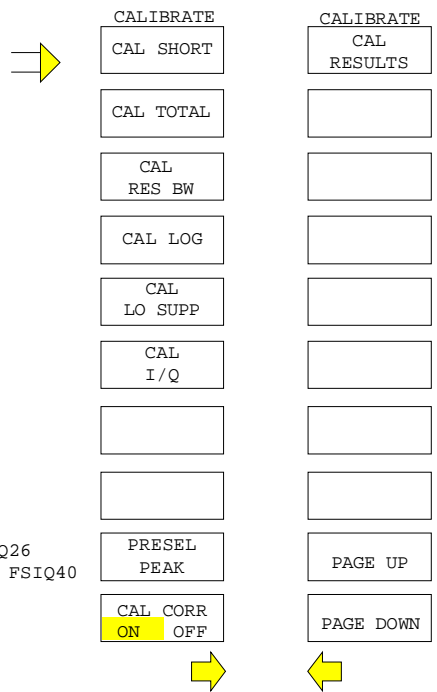 CALIBRATE
CAL SHORT
CAL TOTAL
CAL
RES BW
CAL LOG
CAL
LO SUPP
CAL
I/Q
Q26
FSIQ40
PRESEL
PEAK
CAL CORR
ON OFF
CALIBRATE
CAL
RESULTS
PAGE UP
PAGE DOWN